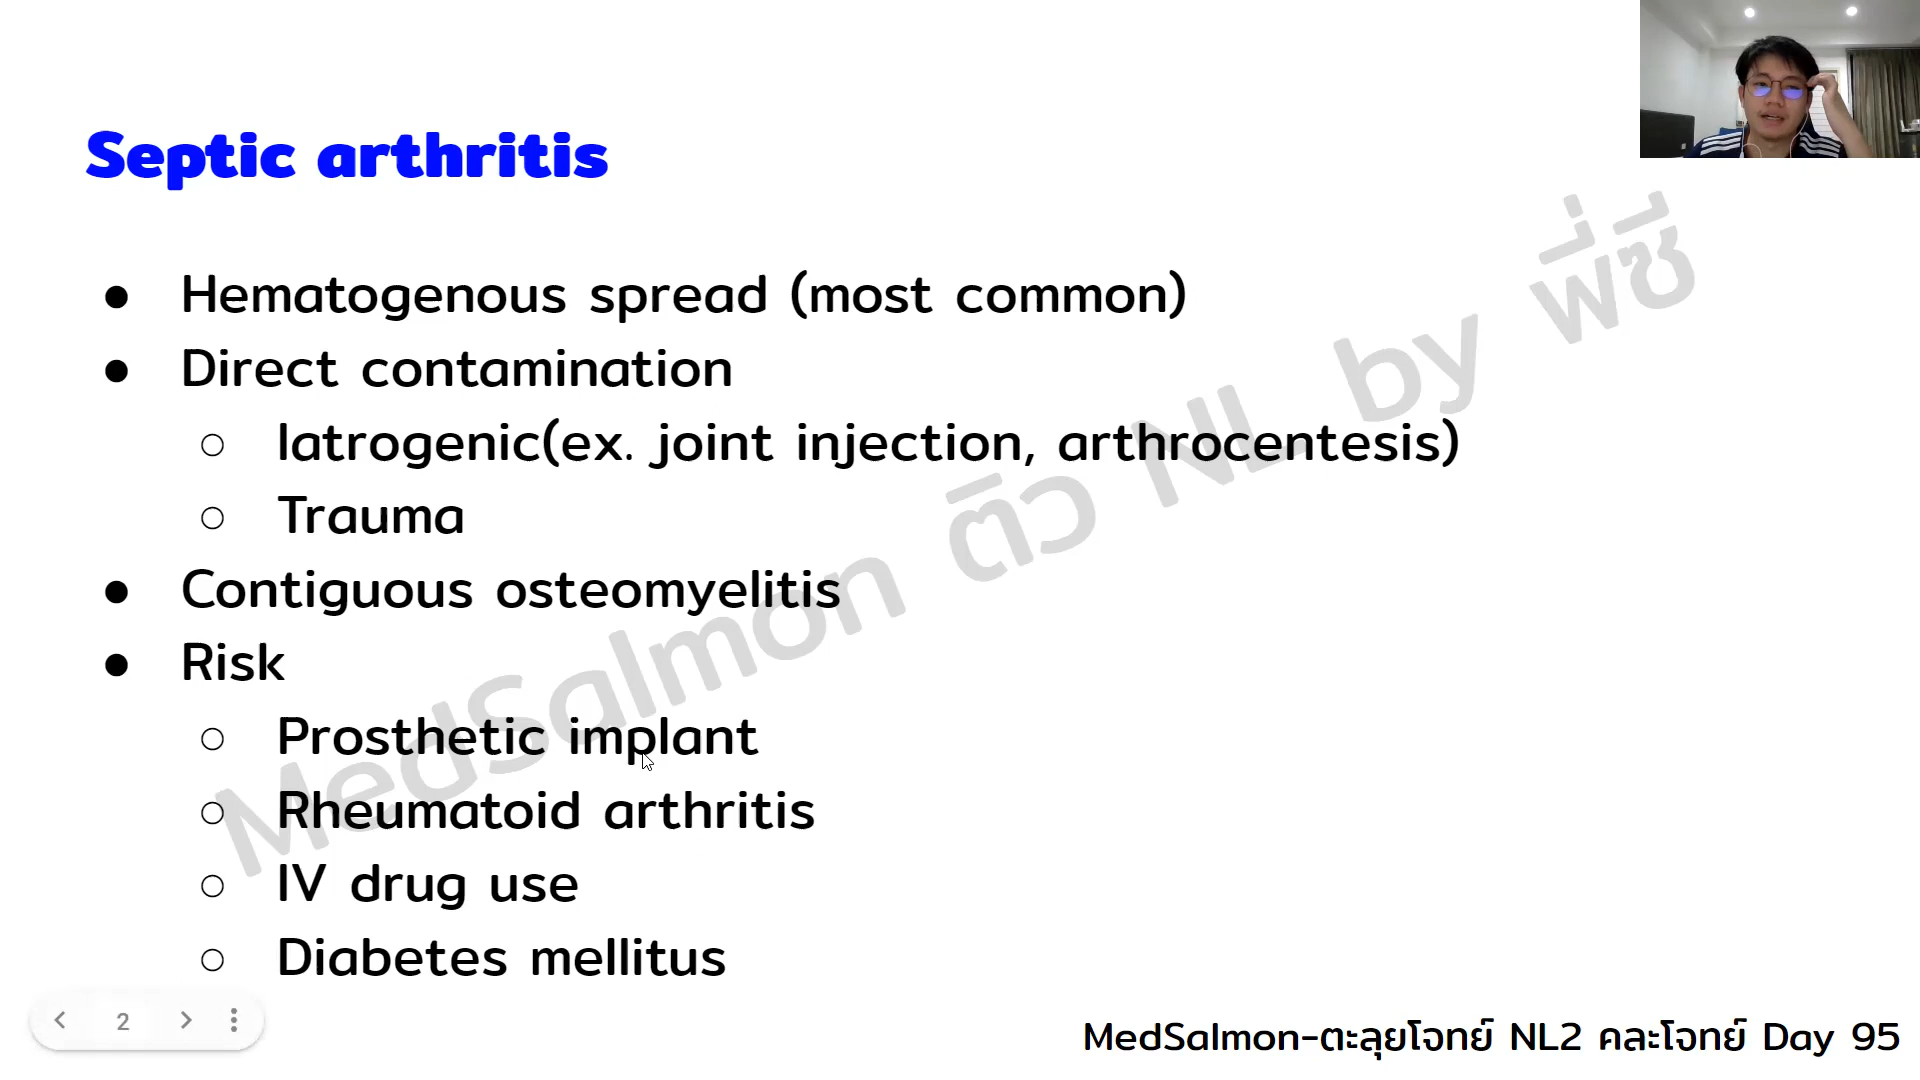 Septic arthritis
● Hematogenous spread (most common)
● Direct contamination
○ Iatrogenic(ex. joint injection, arthrocentesis)
○ Trauma
● Contiguous osteomyelitis
● Risk
○ Prosthetic implant
○ Rheumatoid arthritis
○ IV drug use
○ Diabetes mellitus
MedSalmon ติว NL by พี่ซี
2
MedSalmon-ตะลุยโจทย์ NL2 คละโจทย์ Day 95